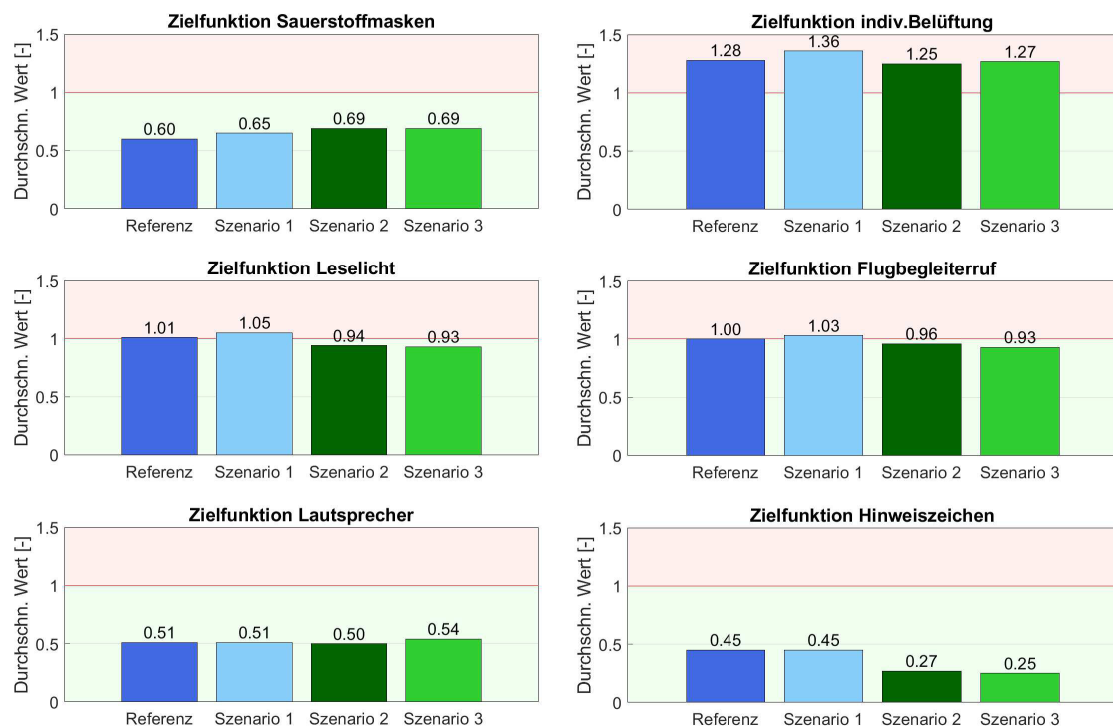 Zielfunktion Sauerstoffmasken
Durchschn. Wert [-]
1.5
1
0.5
0
0.60
0.65
0.69
0.69
Referenz
Szenario 1
Szenario 2
Szenario 3
Zielfunktion indiv.Belüftung
Durchschn. Wert [-]
1.5
1
0.5
0
1.28
1.36
1.25
1.27
Referenz
Szenario 1
Szenario 2
Szenario 3
Zielfunktion Leselicht
Durchschn. Wert [-]
1.5
1
0.5
0
1.01
1.05
0.94
0.93
Referenz
Szenario 1
Szenario 2
Szenario 3
Zielfunktion Flugbegleiterruf
Durchschn. Wert [-]
1.5
1
0.5
0
1.00
1.03
0.96
0.93
Referenz
Szenario 1
Szenario 2
Szenario 3
Zielfunktion Lautsprecher
Durchschn. Wert [-]
1.5
1
0.5
0
0.51
0.51
0.50
0.54
Referenz
Szenario 1
Szenario 2
Szenario 3
Zielfunktion Hinweiszeichen
Durchschn. Wert [-]
1.5
1
0.5
0
0.45
0.45
0.27
0.25
Referenz
Szenario 1
Szenario 2
Szenario 3